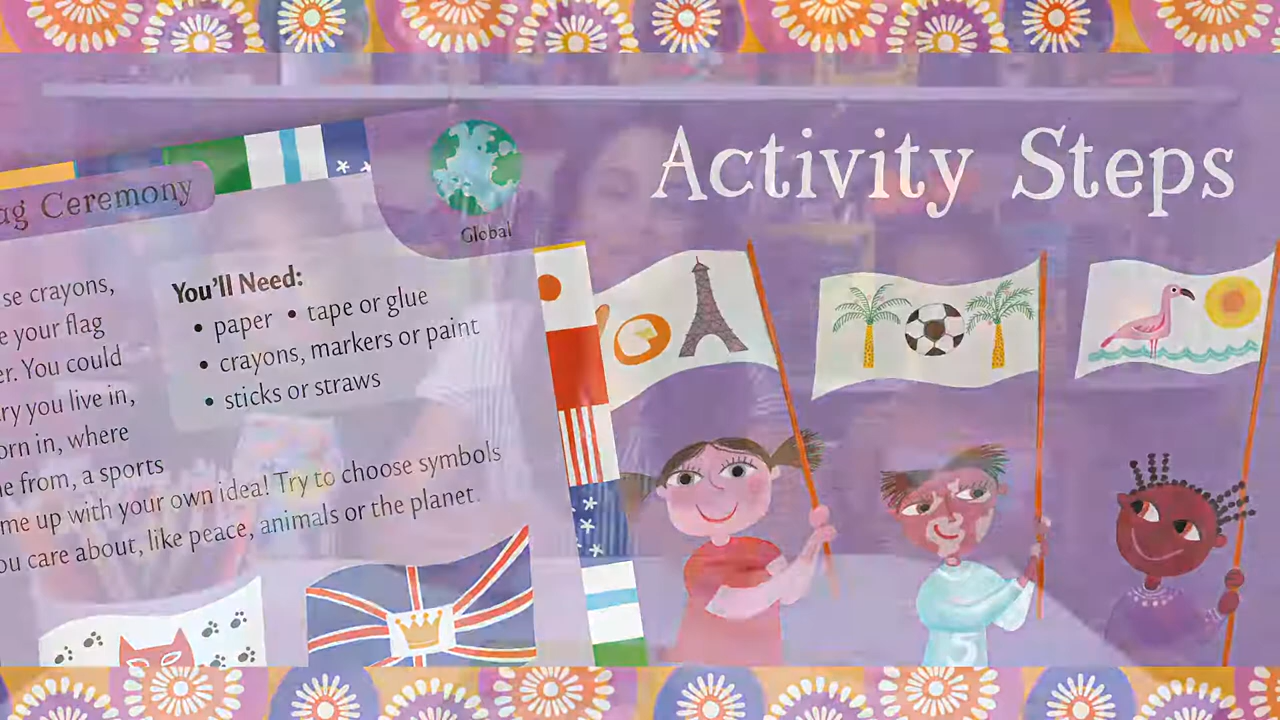 Activity Steps
Ceremony
Global
You'll Need:
• paper • tape or glue
• crayons, markers or paint
• sticks or straws
se crayons,
e your flag
er. You could
ry you live in,
orn in, where
e from, a sports
me up with your own idea! Try to choose symbols
ou care about, like peace, animals or the planet.